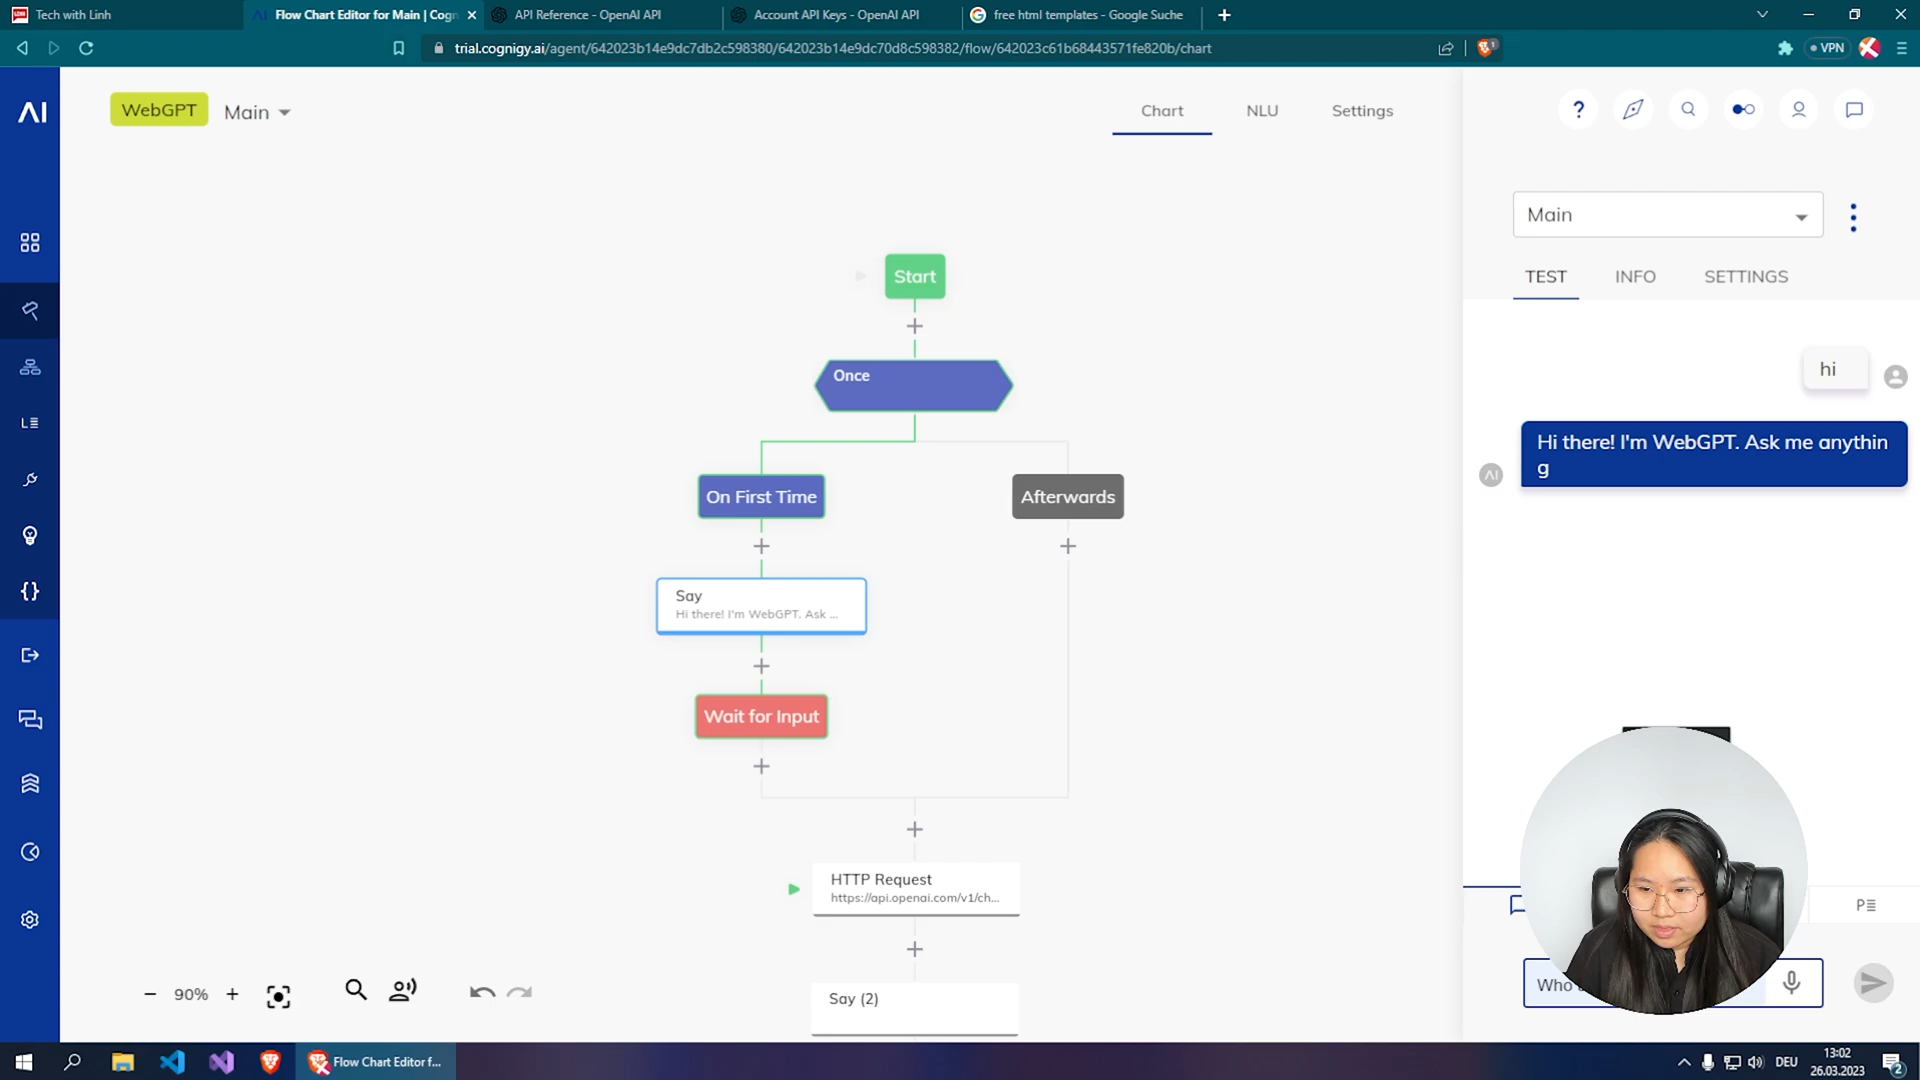 Tech with Linh
Flow Chart Editor for Main | Cogn
API Reference - OpenAI API
Account API Keys - OpenAI API
free html templates - Google Suche
trial.cognigy.ai/agent/642023b14e9dc7db2c598380/642023b14e9dc70d8c598382/flow/642023c61b68443571fe820b/chart
1
VPN
AI
WebGPT
Main
Chart
NLU
Settings
?
Main
TEST
INFO
SETTINGS
Start
Once
On First Time
Afterwards
Say
Hi there! I'm WebGPT. Ask ...
Wait for Input
HTTP Request
https://api.openai.com/v1/ch...
Say (2)
hi
Hi there! I'm WebGPT. Ask me anythin
g
AI
Who
90%
Flow Chart Editor f...
DEU
13:02
26.03.2023
2